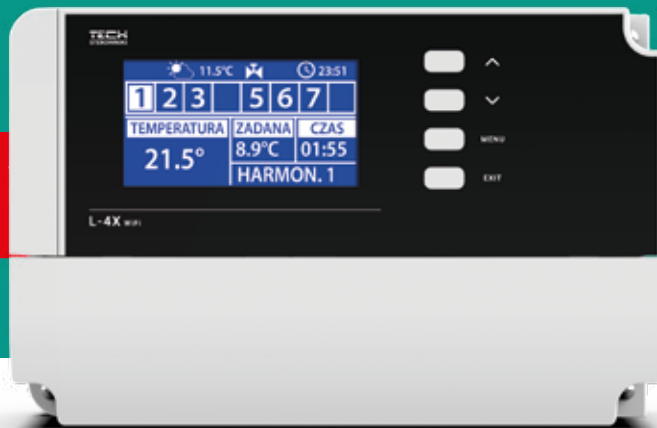 TECH
STEROWNIKI
11.5°C 23:51
1 2 3 5 6 7
TEMPERATURA ZADANA CZAS
21.5° 8.9°C 01:55
HARMON. 1
MENU
EXIT
L-4X WiFi